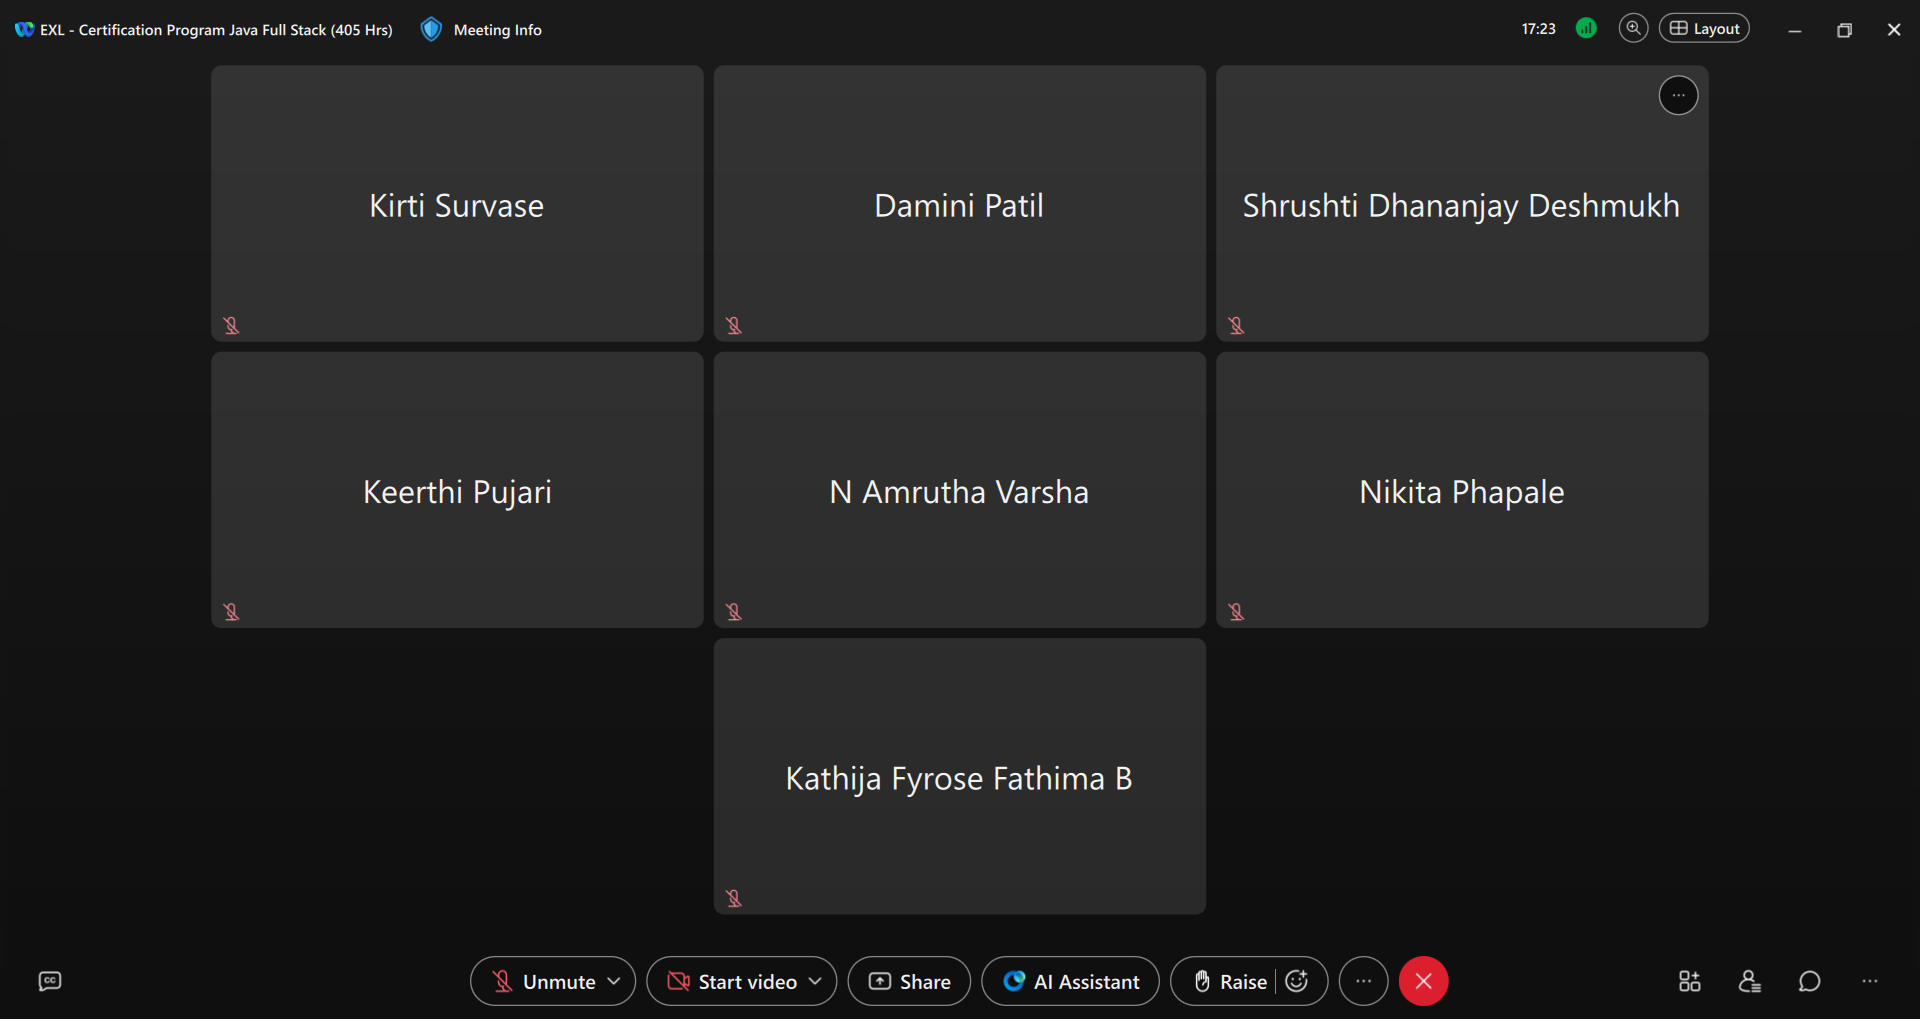 EXL - Certification Program Java Full Stack (405 Hrs)
Meeting Info
17:23
Layout
Kirti Survase
Damini Patil
Shrushti Dhananjay Deshmukh
Keerthi Pujari
N Amrutha Varsha
Nikita Phapale
Kathija Fyrose Fathima B
CC
Unmute
Start video
Share
AI Assistant
Raise